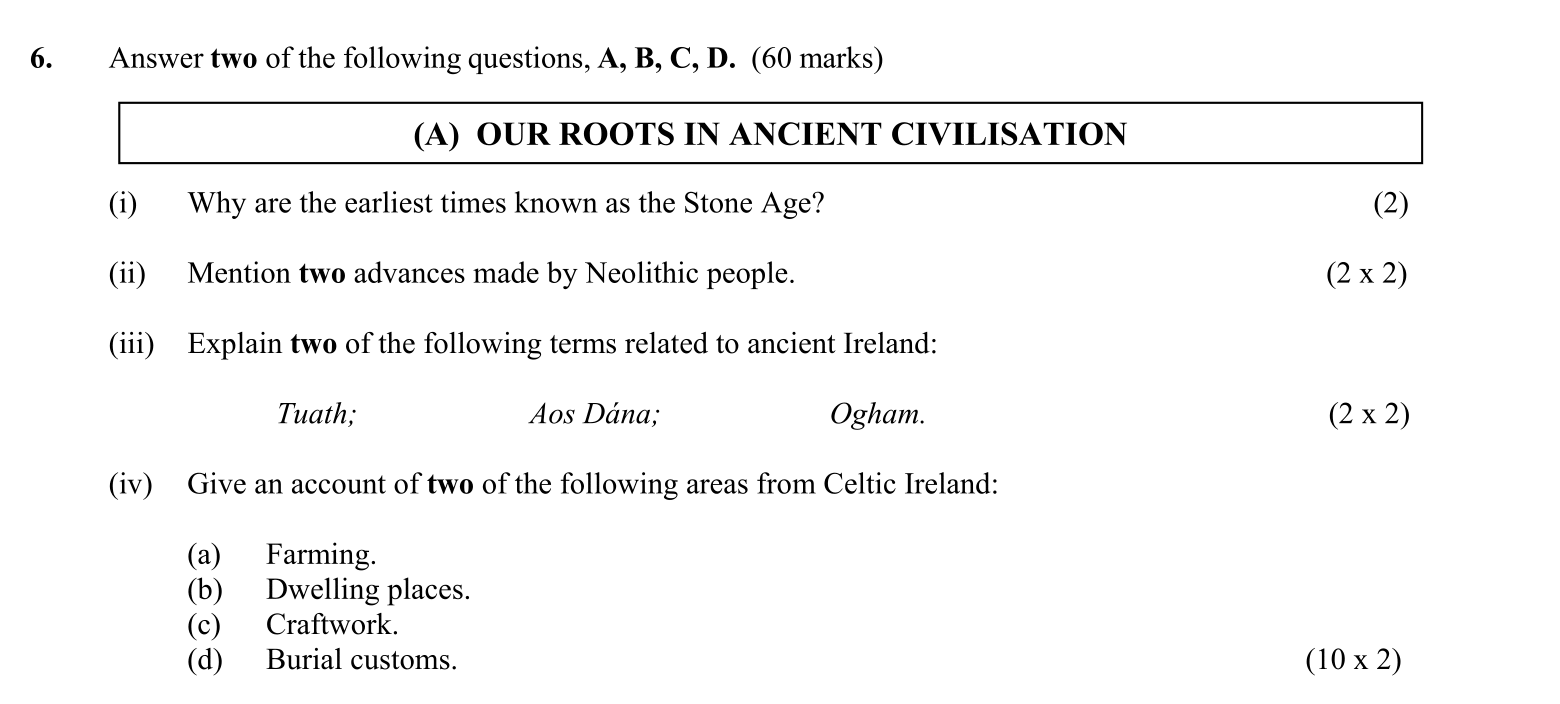 6. Answer two of the following questions, A, B, C, D. (60 marks)
(A) OUR ROOTS IN ANCIENT CIVILISATION
(i) Why are the earliest times known as the Stone Age? (2)
(ii) Mention two advances made by Neolithic people. (2 x 2)
(iii) Explain two of the following terms related to ancient Ireland:
Tuath; Aos Dána; Ogham. (2 x 2)
(iv) Give an account of two of the following areas from Celtic Ireland:
(a) Farming.
(b) Dwelling places.
(c) Craftwork.
(d) Burial customs. (10 x 2)